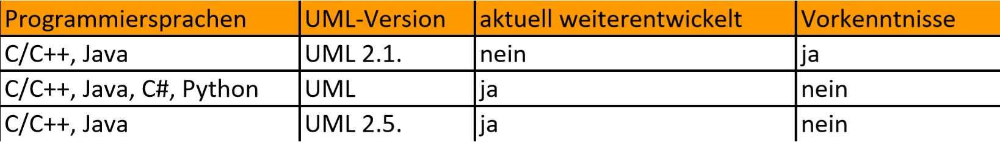 Programmiersprachen UML-Version aktuell weiterentwickelt Vorkenntnisse
C/C++, Java UML 2.1. nein ja
C/C++, Java, C#, Python UML ja nein
C/C++, Java UML 2.5. ja nein